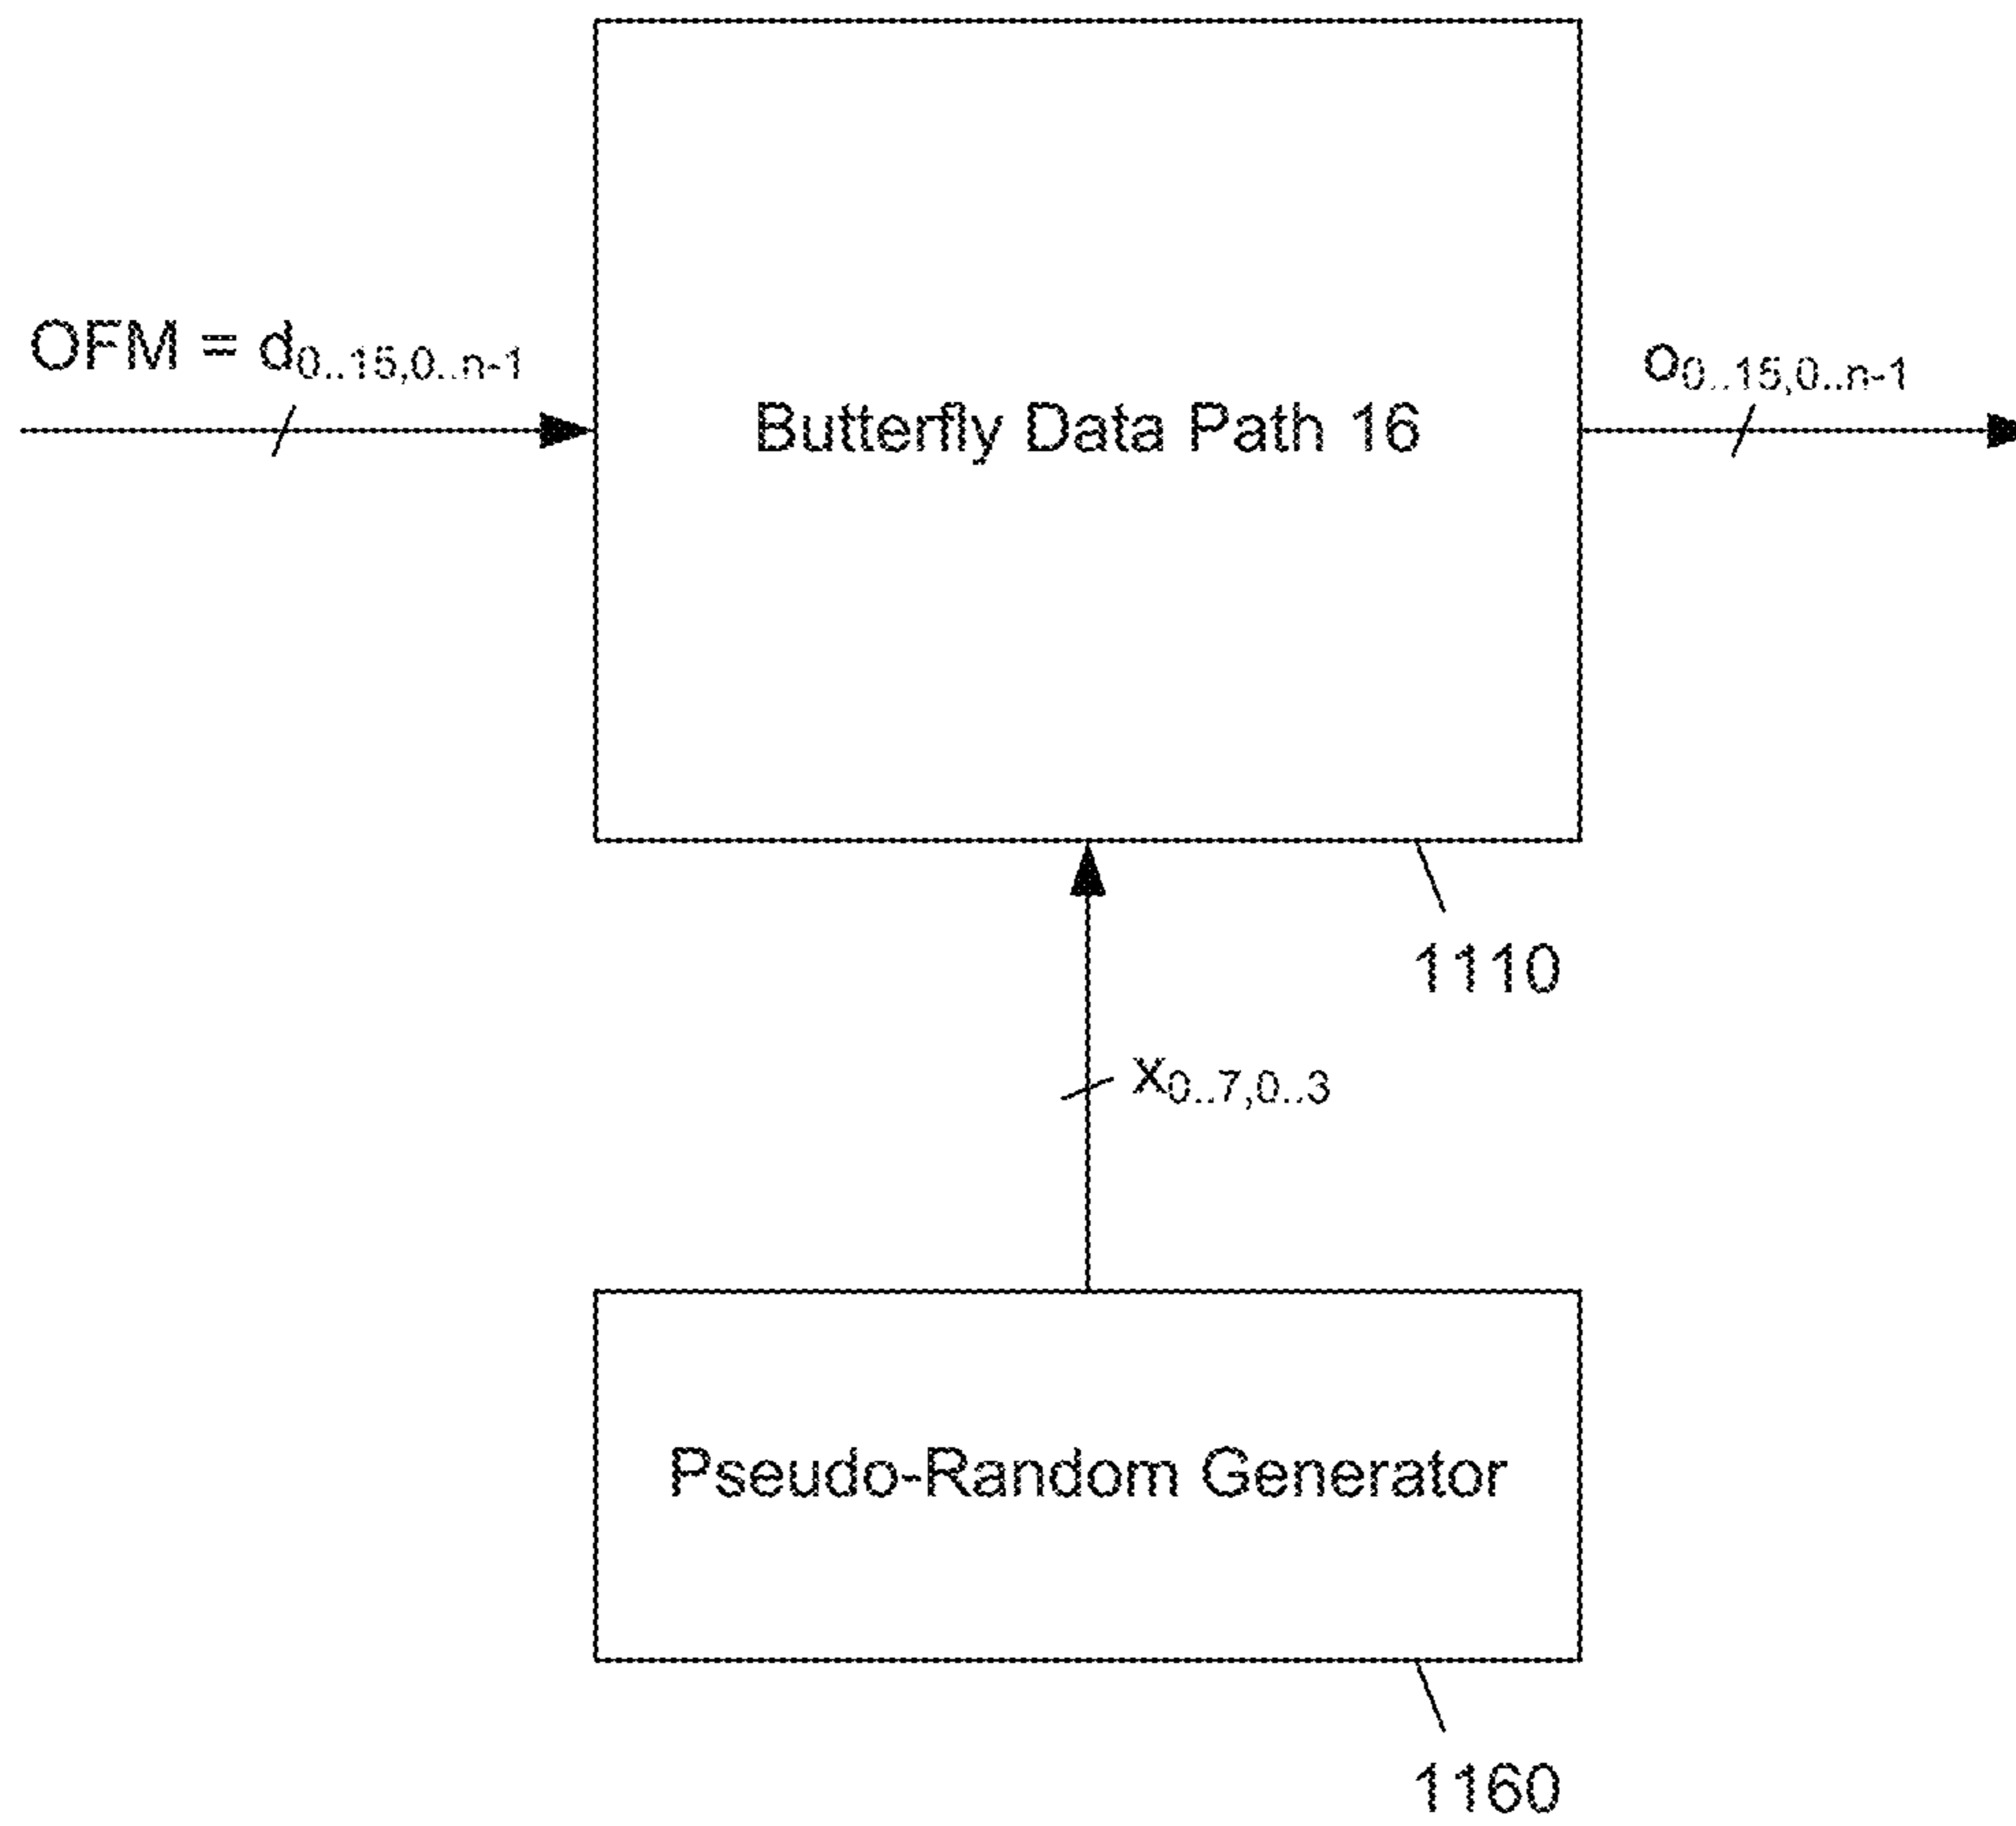 OFM = d0..15,0..n-1
Butterfly Data Path 16
o0..15,0..n-1
1110
x0..7,0..3
Pseudo-Random Generator
1160